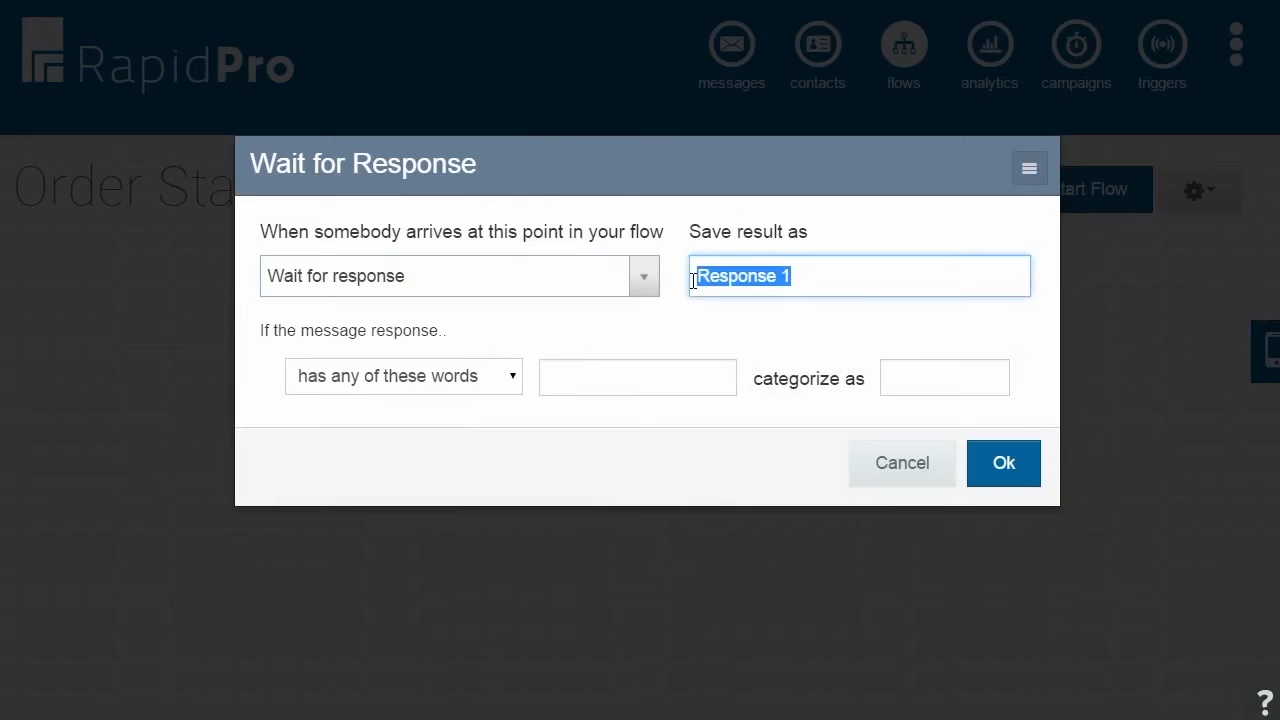 RapidPro
messages contacts flows analytics campaigns triggers
Order Sta
tart Flow
Wait for Response
When somebody arrives at this point in your flow
Save result as
Wait for response
Response 1
If the message response..
has any of these words
categorize as
Cancel
Ok
?